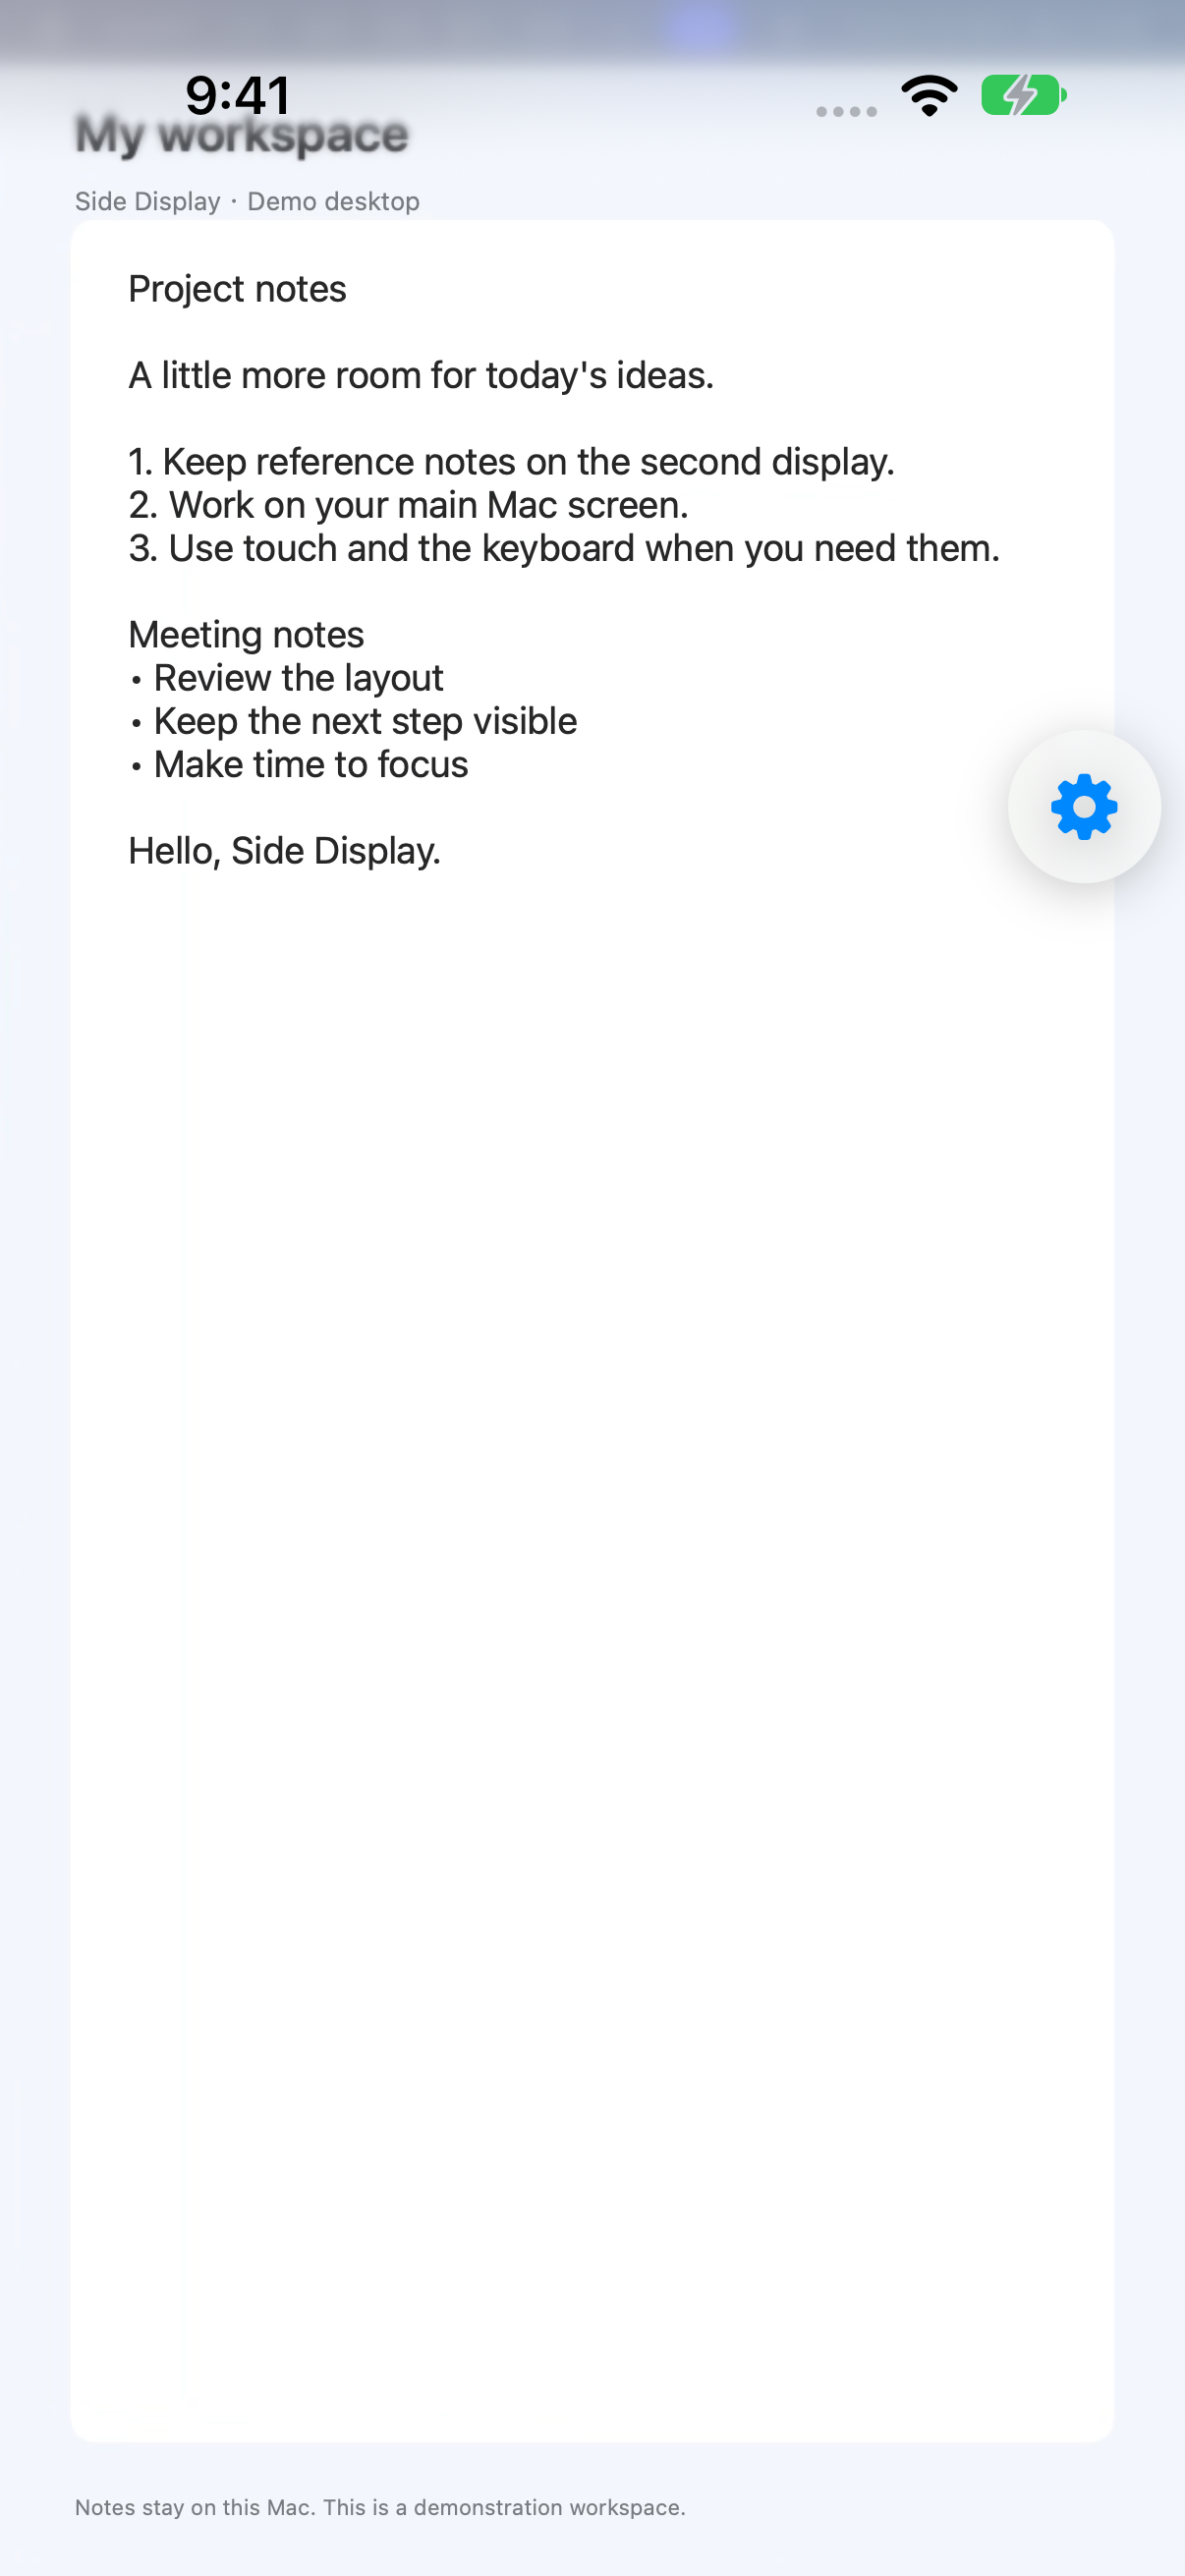 9:41
My workspace
Side Display · Demo desktop
Project notes
A little more room for today's ideas.
1. Keep reference notes on the second display.
2. Work on your main Mac screen.
3. Use touch and the keyboard when you need them.
Meeting notes
• Review the layout
• Keep the next step visible
• Make time to focus
Hello, Side Display.
Notes stay on this Mac. This is a demonstration workspace.